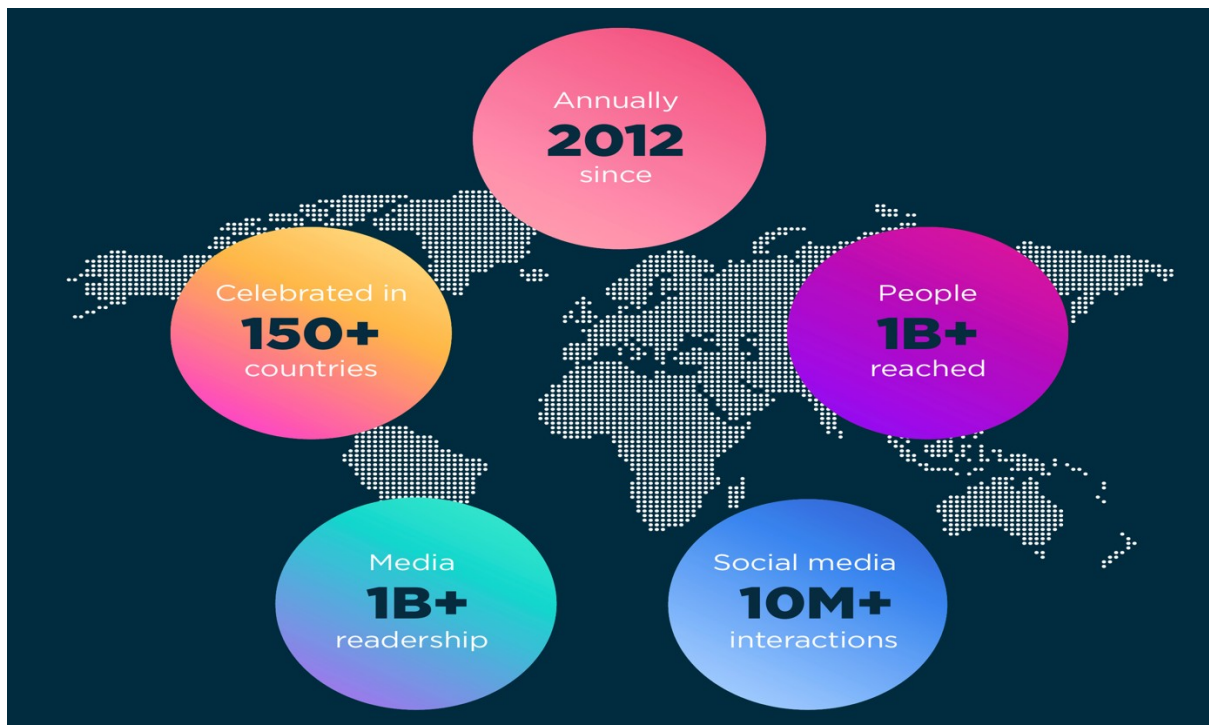 Annually
2012
since
Celebrated in
150+
countries
People
1B+
reached
Media
1B+
readership
Social media
10M+
interactions